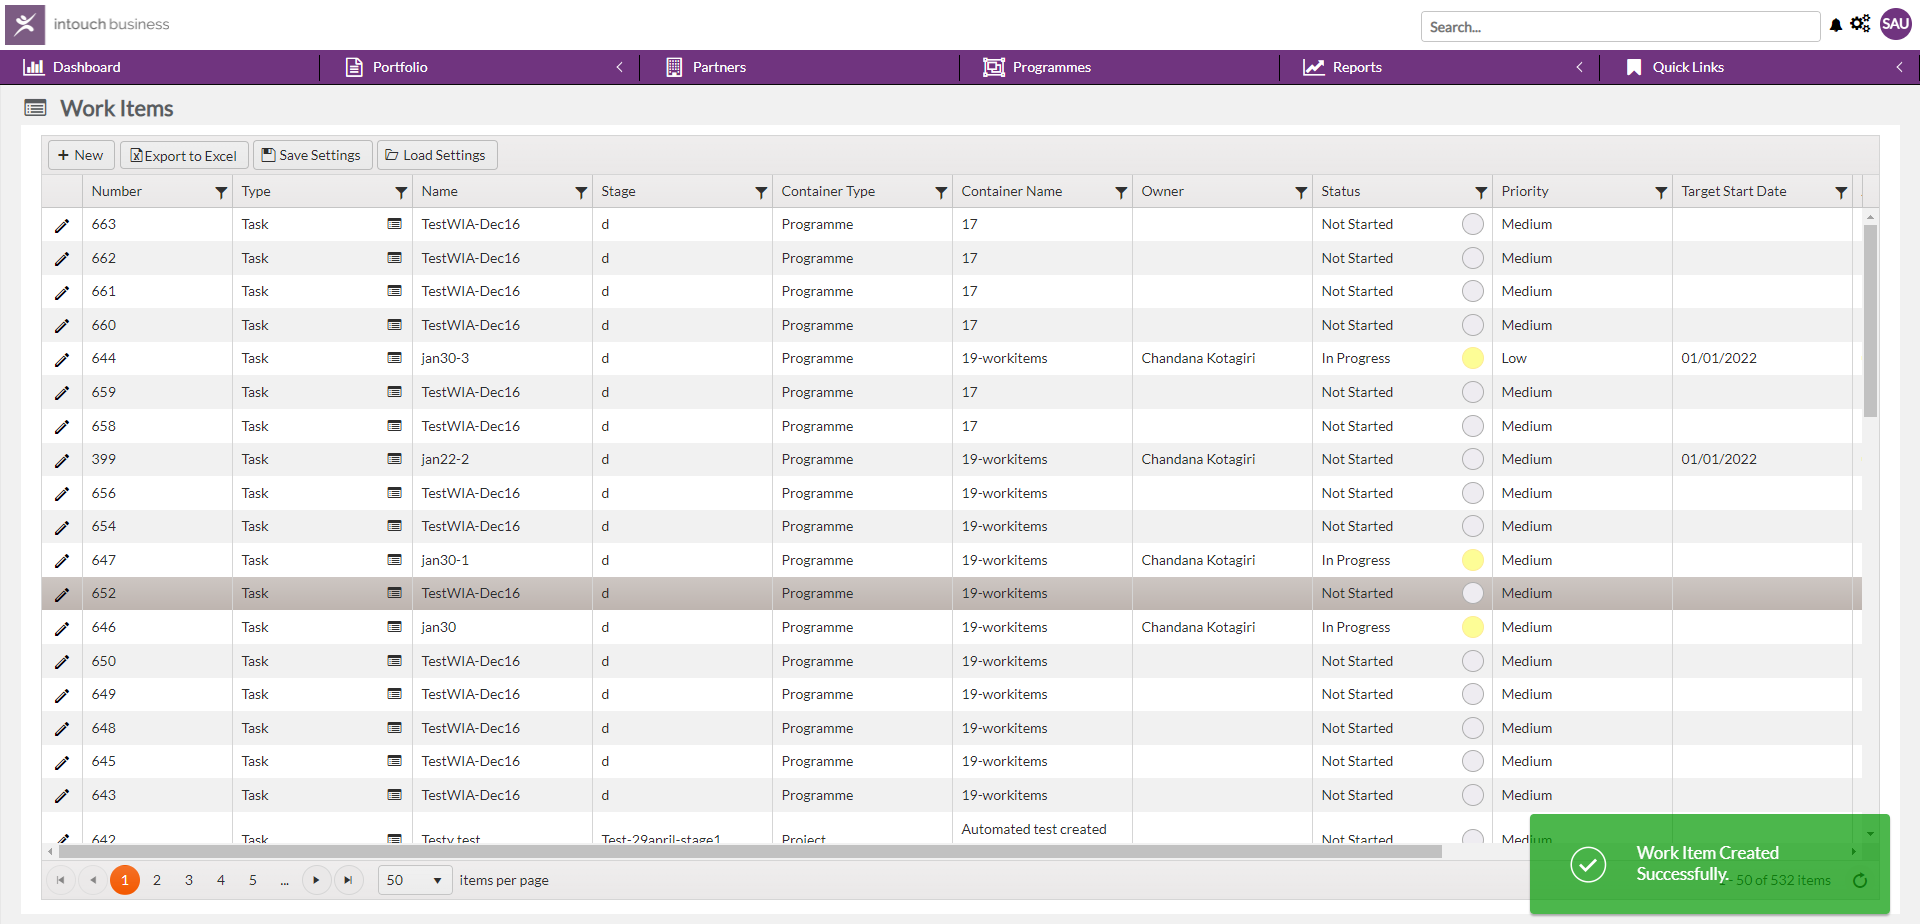 intouch business
Search...
SAU
Dashboard Portfolio Partners Programmes Reports Quick Links
Work Items
+ New Export to Excel Save Settings Load Settings
Number Type Name Stage Container Type Container Name Owner Status Priority Target Start Date
663 Task TestWIA-Dec16 d Programme 17 Not Started Medium
662 Task TestWIA-Dec16 d Programme 17 Not Started Medium
661 Task TestWIA-Dec16 d Programme 17 Not Started Medium
660 Task TestWIA-Dec16 d Programme 17 Not Started Medium
644 Task jan30-3 d Programme 19-workitems Chandana Kotagiri In Progress Low 01/01/2022
659 Task TestWIA-Dec16 d Programme 17 Not Started Medium
658 Task TestWIA-Dec16 d Programme 17 Not Started Medium
399 Task jan22-2 d Programme 19-workitems Chandana Kotagiri Not Started Medium 01/01/2022
656 Task TestWIA-Dec16 d Programme 19-workitems Not Started Medium
654 Task TestWIA-Dec16 d Programme 19-workitems Not Started Medium
647 Task jan30-1 d Programme 19-workitems Chandana Kotagiri In Progress Medium
652 Task TestWIA-Dec16 d Programme 19-workitems Not Started Medium
646 Task jan30 d Programme 19-workitems Chandana Kotagiri In Progress Medium
650 Task TestWIA-Dec16 d Programme 19-workitems Not Started Medium
649 Task TestWIA-Dec16 d Programme 19-workitems Not Started Medium
648 Task TestWIA-Dec16 d Programme 19-workitems Not Started Medium
645 Task TestWIA-Dec16 d Programme 19-workitems Not Started Medium
643 Task TestWIA-Dec16 d Programme 19-workitems Not Started Medium
642 Task Testy test Test-29april-stage1 Project Automated test created Not Started Medium
1 2 3 4 5 ... 50 items per page
Work Item Created
Successfully.
- 50 of 532 items